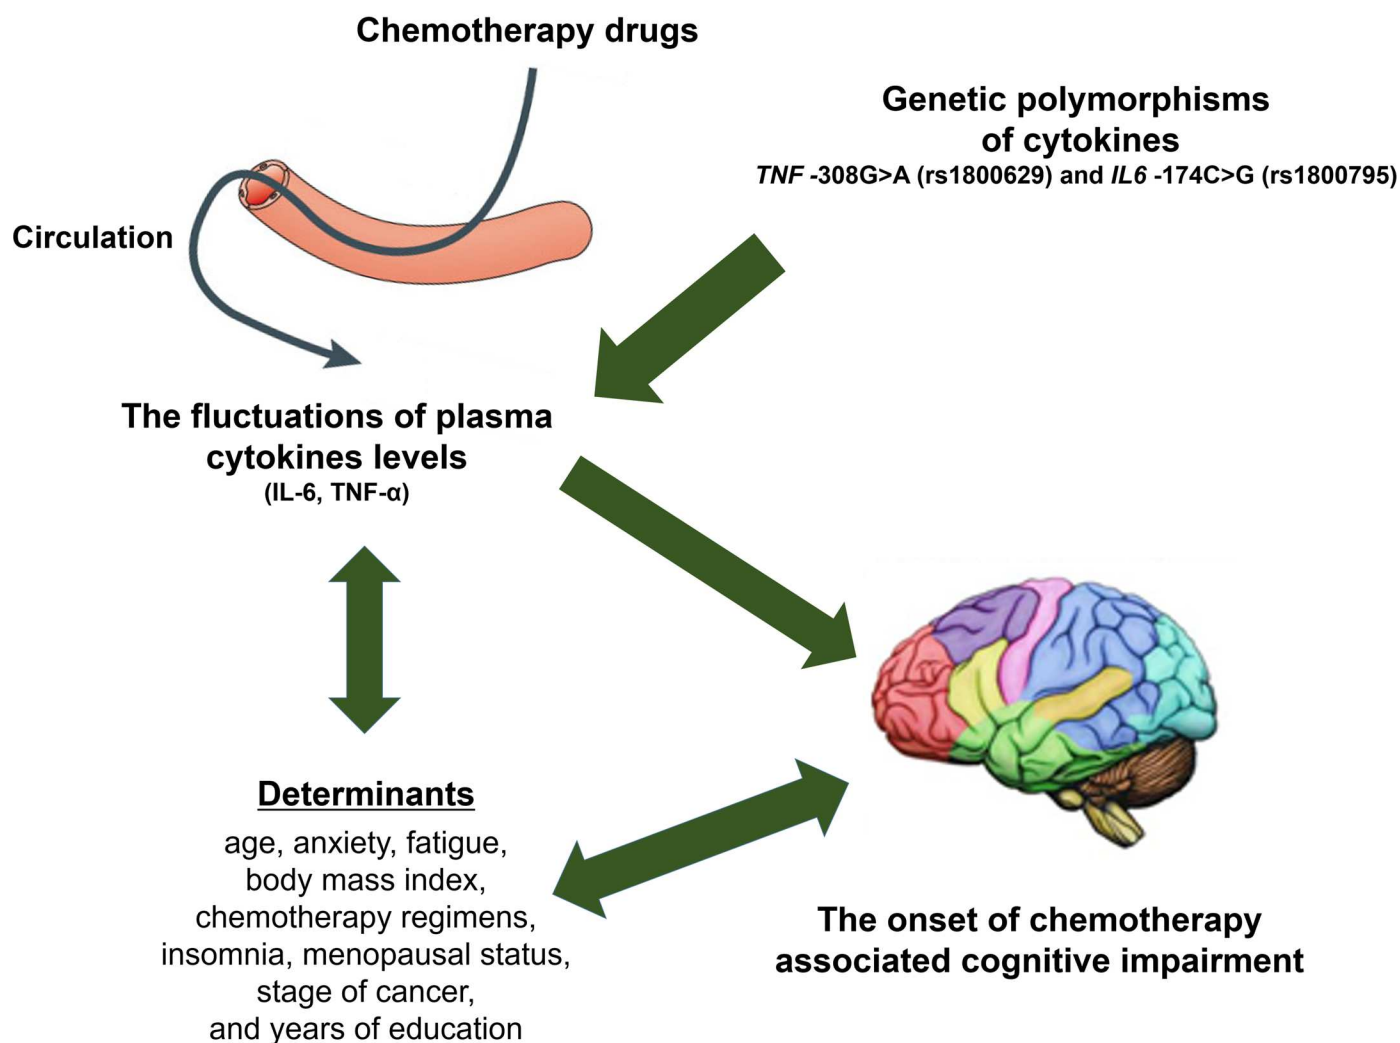 Chemotherapy drugs
Genetic polymorphisms
of cytokines
TNF -308G>A (rs1800629) and IL6 -174C>G (rs1800795)
Circulation
The fluctuations of plasma
cytokines levels
(IL-6, TNF-α)
Determinants
age, anxiety, fatigue,
body mass index,
chemotherapy regimens,
insomnia, menopausal status,
stage of cancer,
and years of education
The onset of chemotherapy
associated cognitive impairment